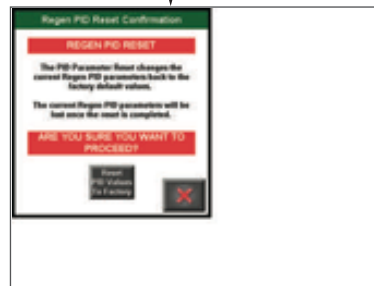 Regen PID Reset Confirmation
REGEN PID RESET
The PID Parameter Reset changes the
current Regen PID parameters back to the
factory default values.
The current Regen PID parameters will be
lost once the reset is completed.
ARE YOU SURE YOU WANT TO
PROCEED?
Reset
PID Values
To Factory